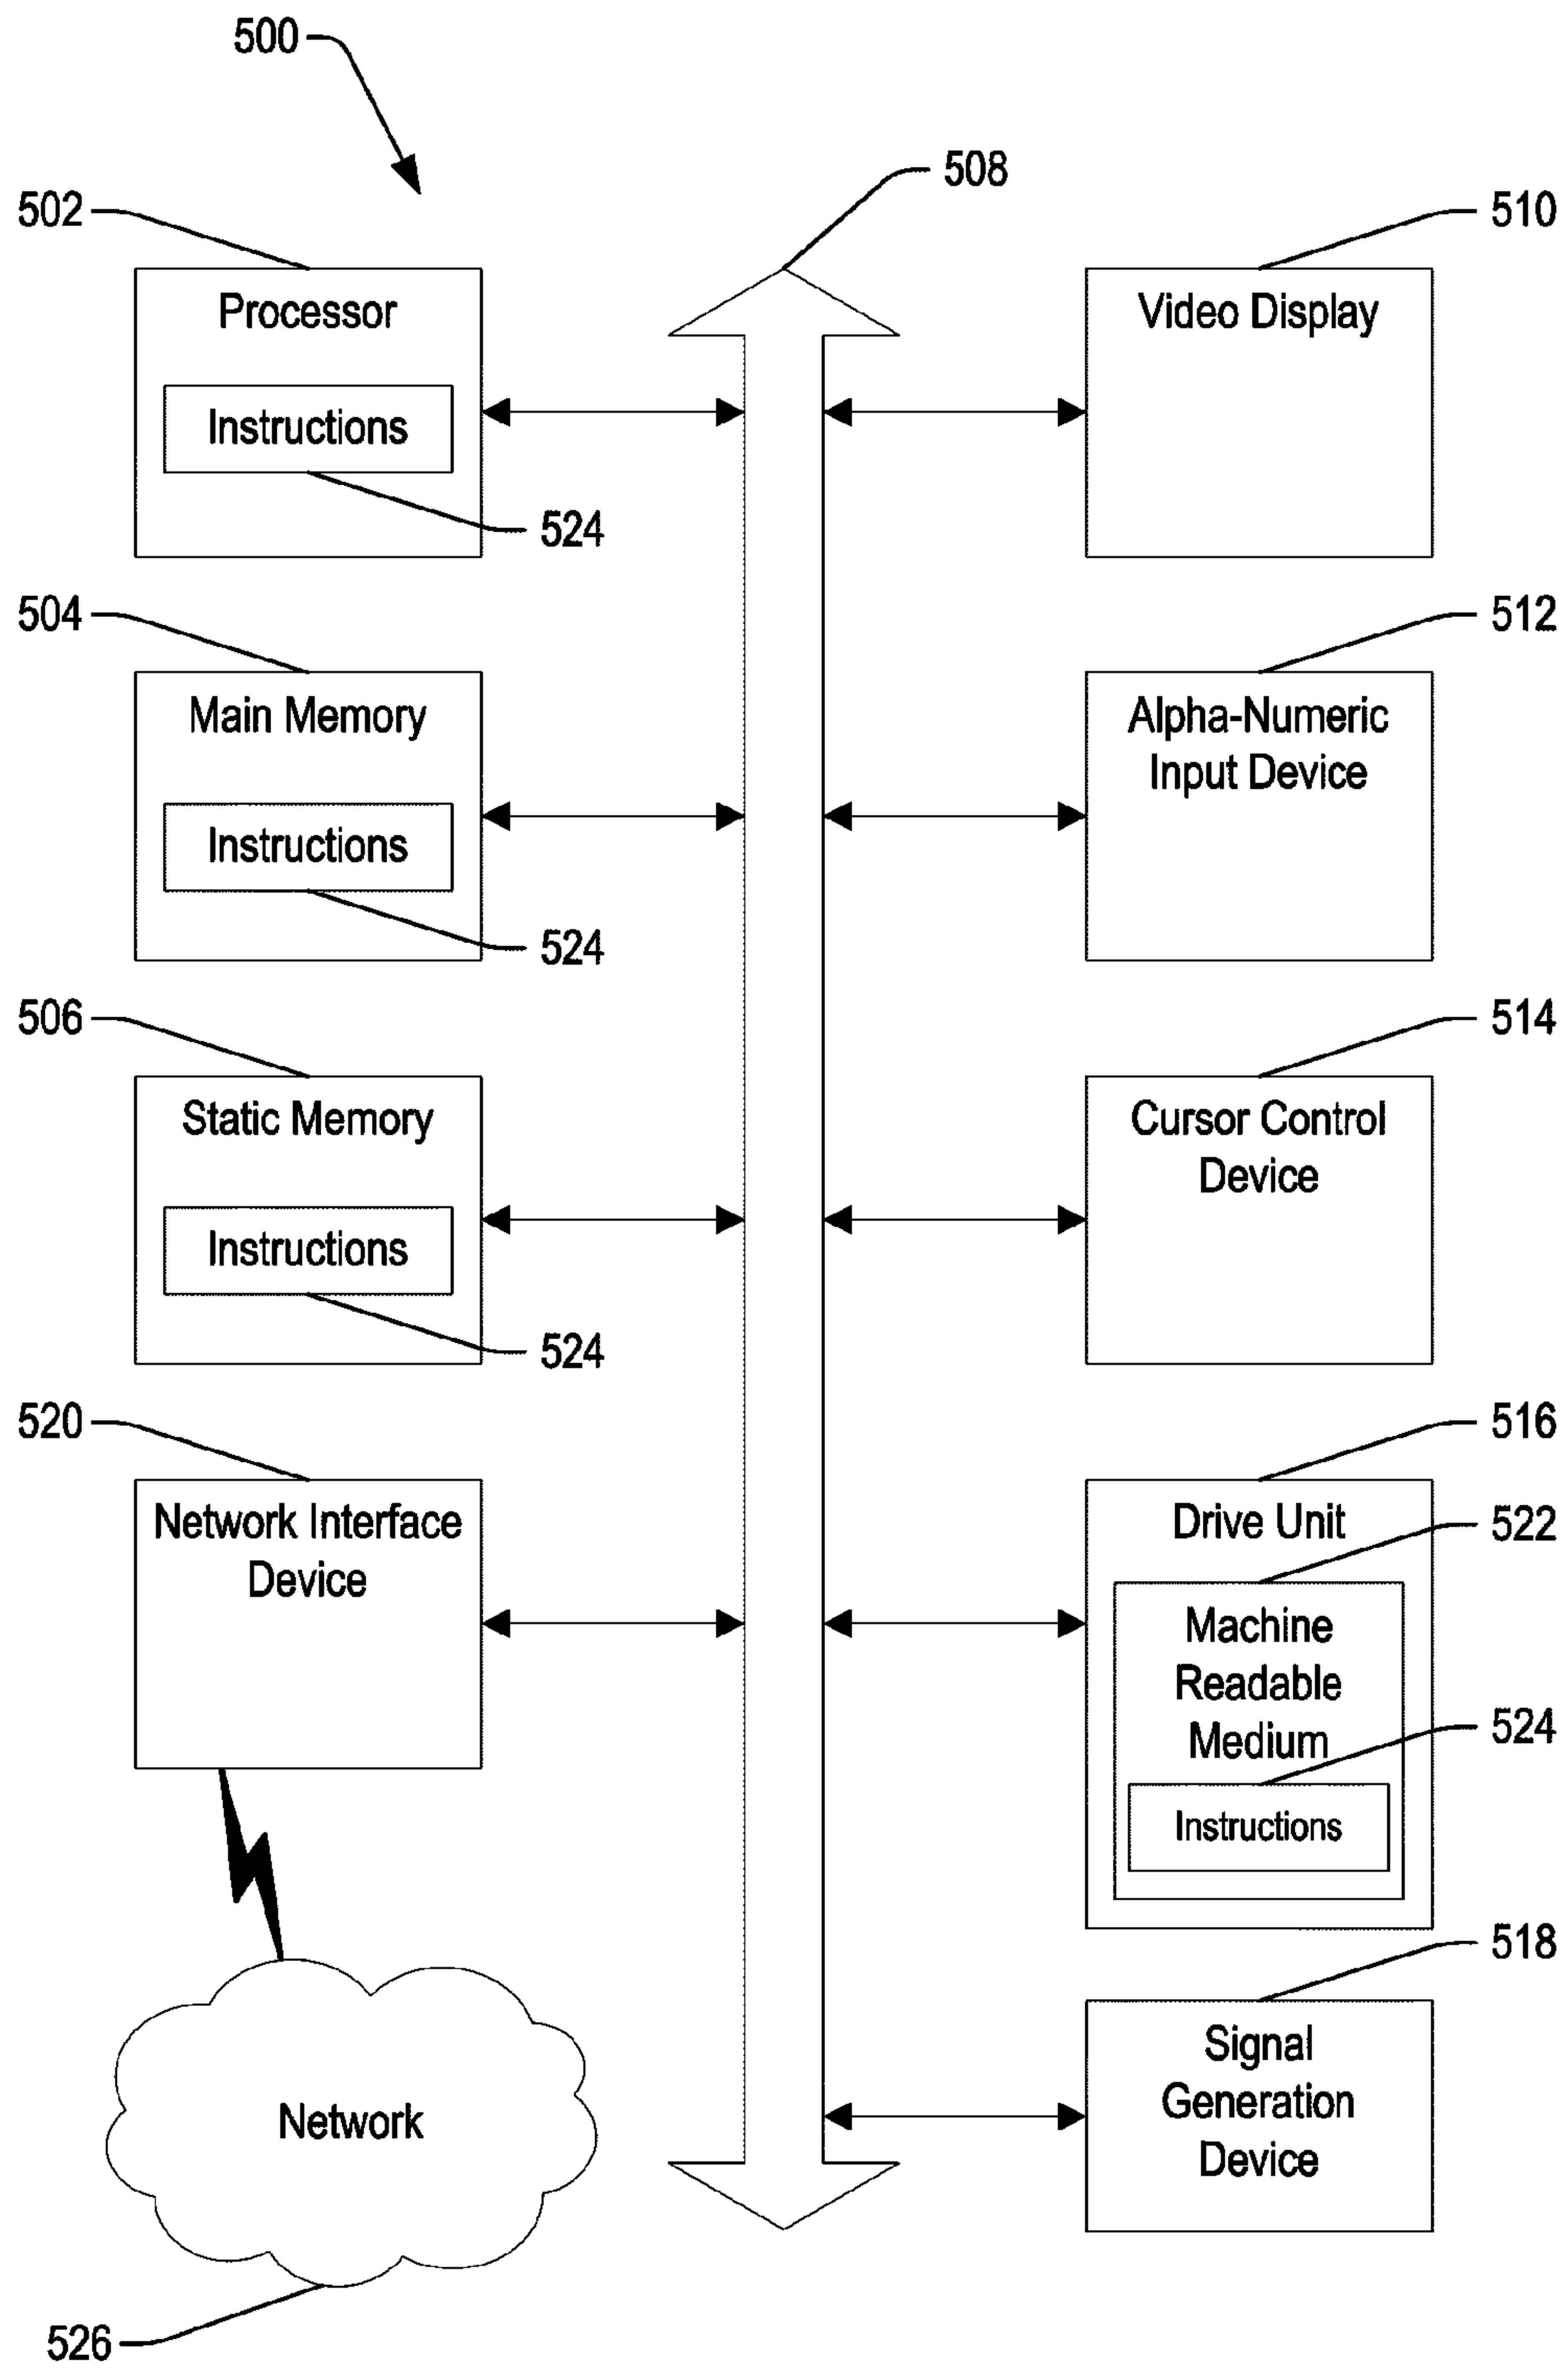 500
508
502
510
Processor
Video Display
Instructions
524
504
512
Main Memory
Alpha-Numeric
Input Device
Instructions
524
506
514
Static Memory
Cursor Control
Device
Instructions
524
520
516
Network Interface
Device
Drive Unit
522
Machine
Readable
Medium
524
Instructions
518
Signal
Generation
Device
Network
526